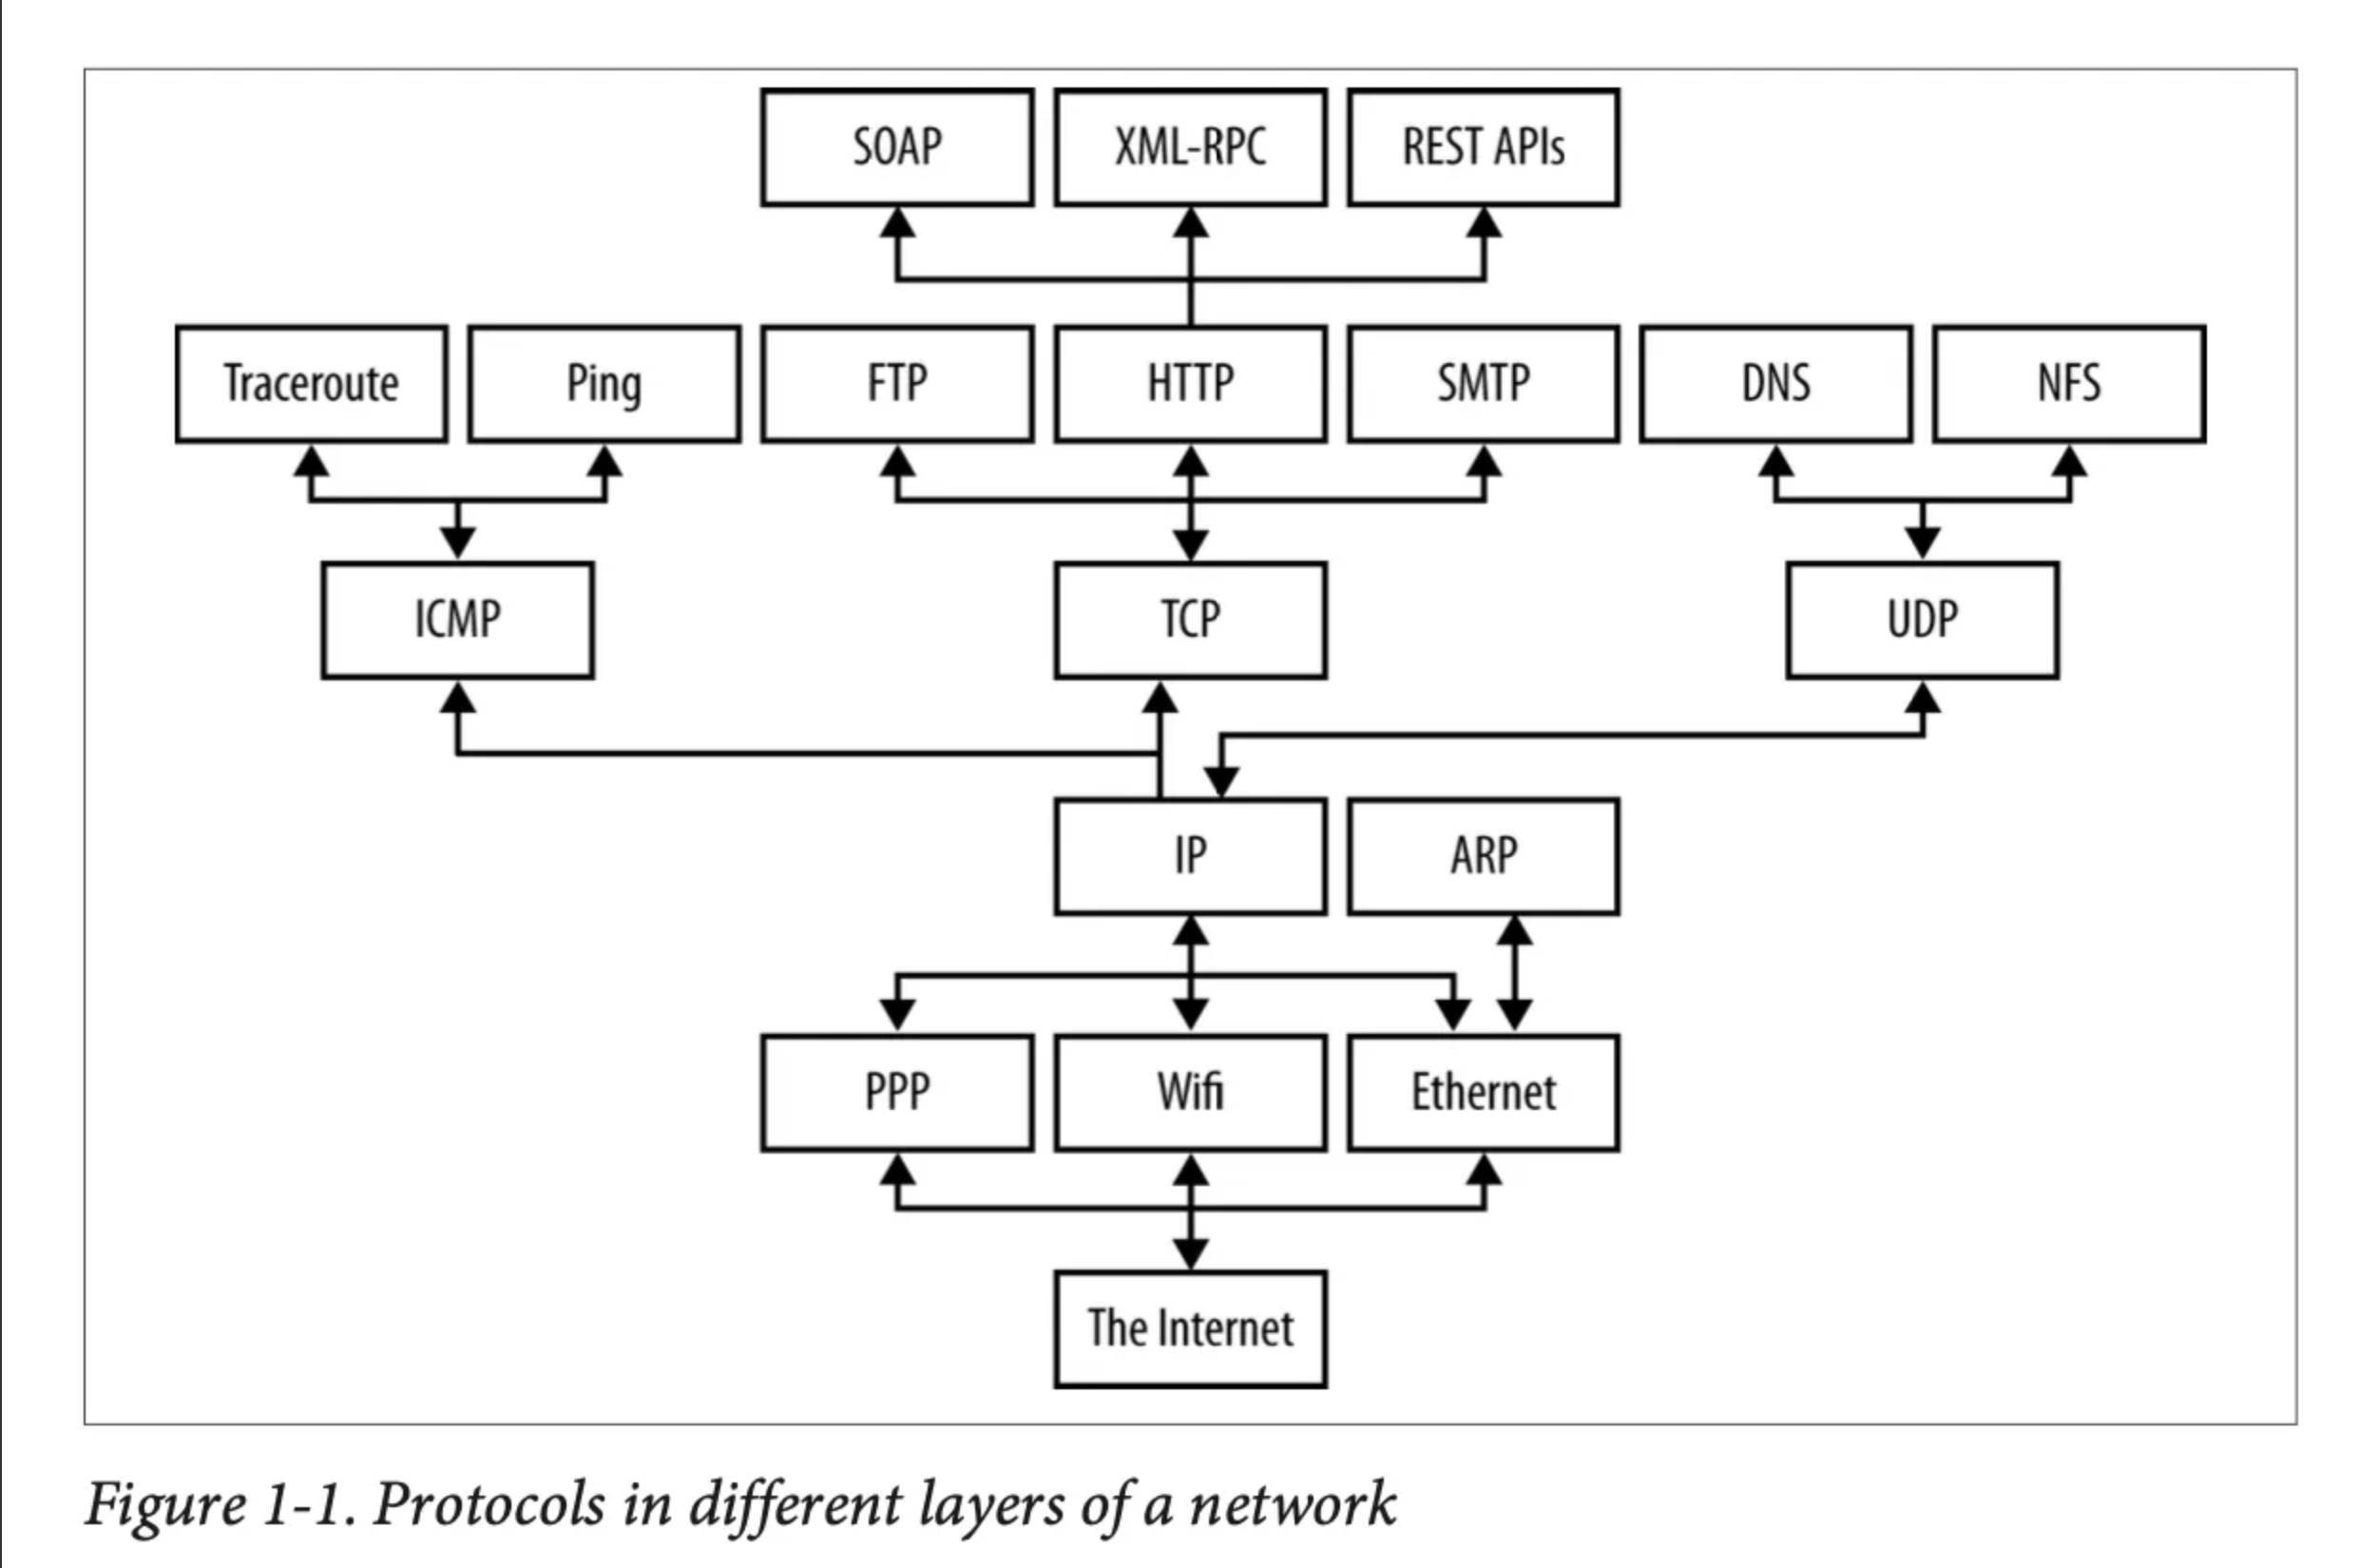 SOAP
XML-RPC
REST APIs
Traceroute
Ping
FTP
HTTP
SMTP
DNS
NFS
ICMP
TCP
UDP
IP
ARP
PPP
Wifi
Ethernet
The Internet
Figure 1-1. Protocols in different layers of a network